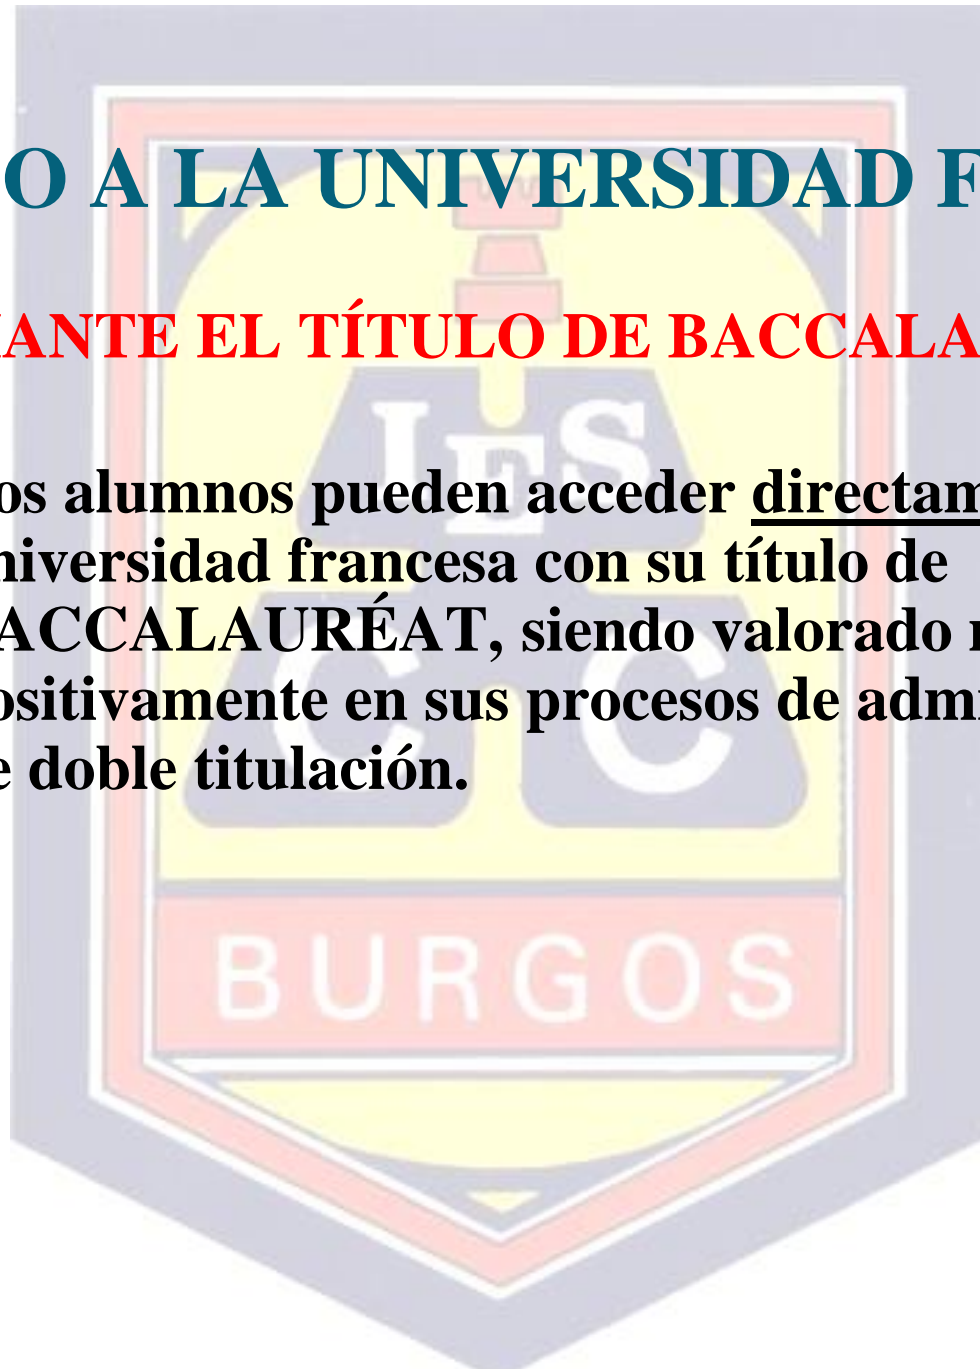 O A LA UNIVERSIDAD F
ANTE EL TÍTULO DE BACCALA
os alumnos pueden acceder directam
niversidad francesa con su título de
ACCALAURÉAT, siendo valorado
ositivamente en sus procesos de adm
e doble titulación.
IES
C C
BURGOS